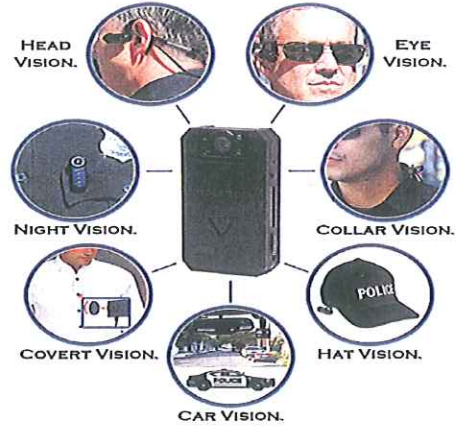 HEAD
VISION.
EYE
VISION.
NIGHT VISION.
COLLAR VISION.
POLICE
COVERT VISION.
HAT VISION.
POLICE
CAR VISION.